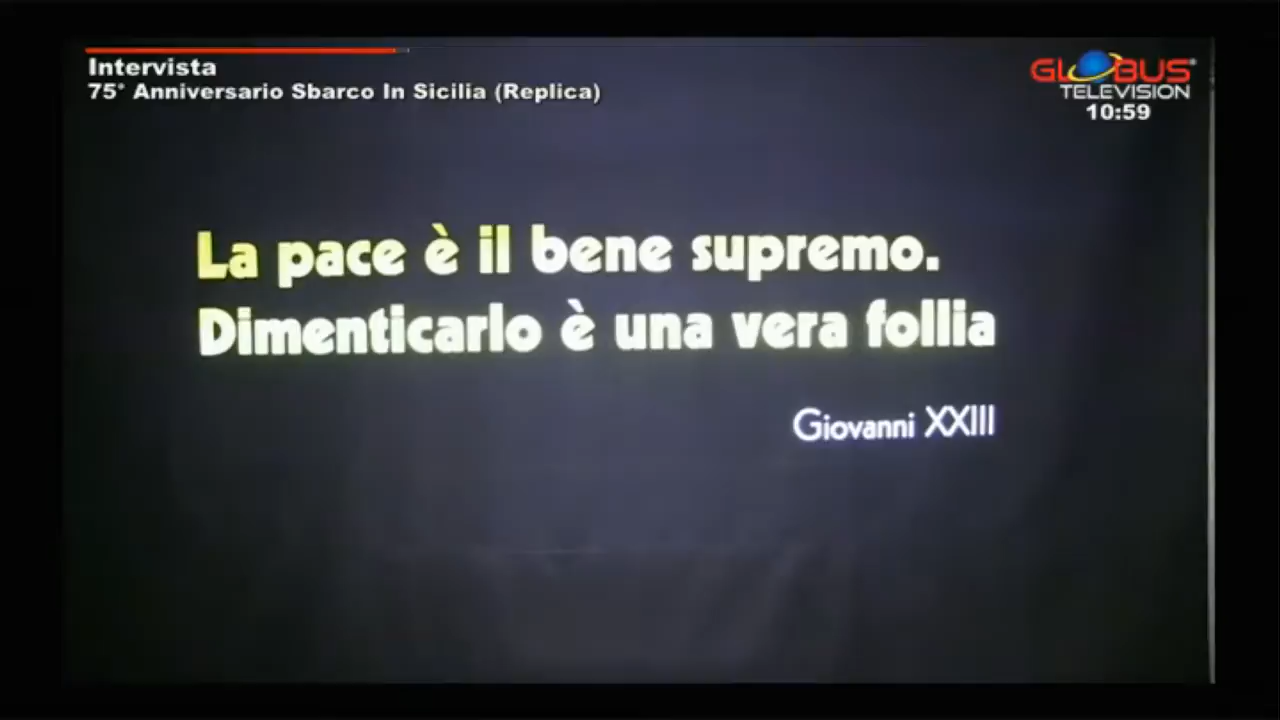 Intervista
75° Anniversario Sbarco In Sicilia (Replica)
GLOBUS®
TELEVISION
10:59
La pace è il bene supremo.
Dimenticarlo è una vera follia
Giovanni XXIII